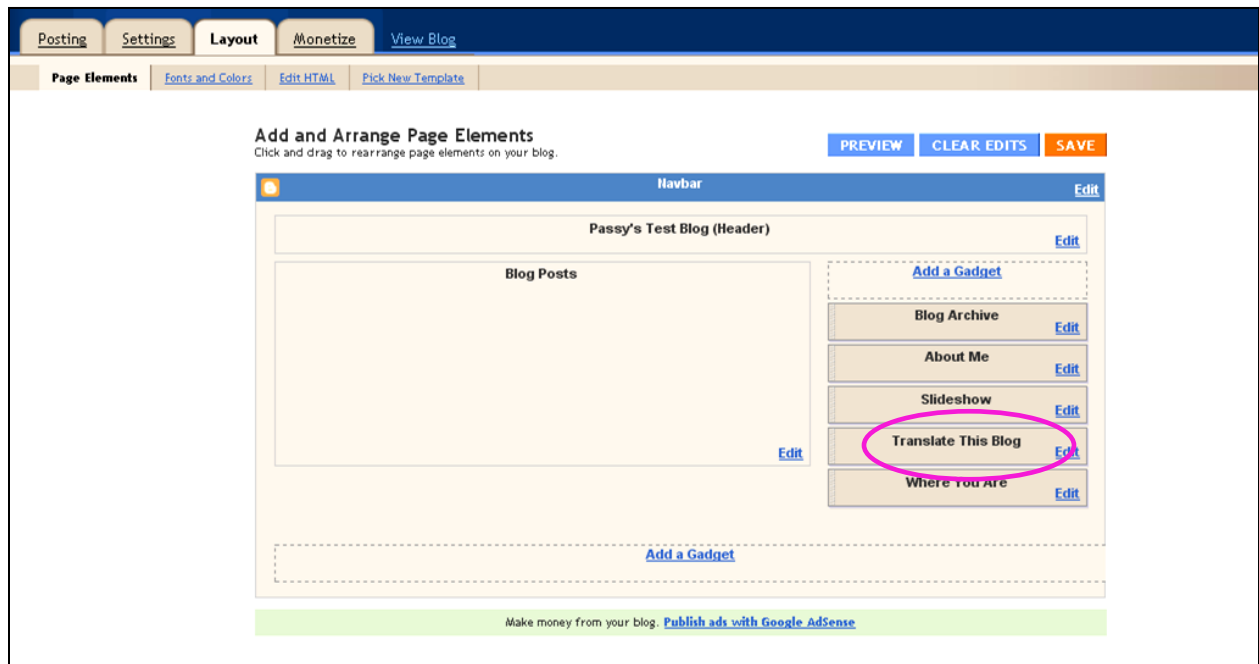 Posting Settings Layout Monetize View Blog
Page Elements Fonts and Colors Edit HTML Pick New Template
Add and Arrange Page Elements
Click and drag to rearrange page elements on your blog.
PREVIEW CLEAR EDITS SAVE
Navbar
Edit
Passy's Test Blog (Header)
Edit
Blog Posts
Edit
Add a Gadget
Blog Archive
Edit
About Me
Edit
Slideshow
Edit
Translate This Blog
Edit
Where You Are
Edit
Add a Gadget
Make money from your blog. Publish ads with Google AdSense